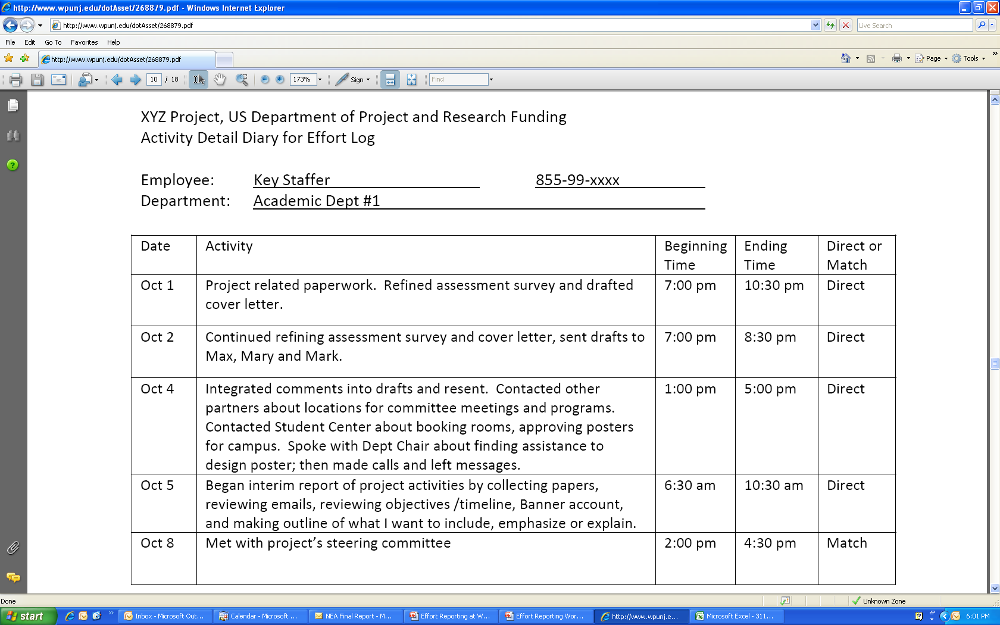 http://www.wpunj.edu/dotAsset/268879.pdf - Windows Internet Explorer
http://www.wpunj.edu/dotAsset/268879.pdf
Live Search
File Edit Go To Favorites Help
http://www.wpunj.edu/dotAsset/268879.pdf
Page Tools
10 / 18 173% Sign Find
XYZ Project, US Department of Project and Research Funding
Activity Detail Diary for Effort Log
Employee: Key Staffer 855-99-xxxx
Department: Academic Dept #1
Date Activity Beginning Time Ending Time Direct or Match
Oct 1 Project related paperwork. Refined assessment survey and drafted 7:00 pm 10:30 pm Direct
cover letter.
Oct 2 Continued refining assessment survey and cover letter, sent drafts to 7:00 pm 8:30 pm Direct
Max, Mary and Mark.
Oct 4 Integrated comments into drafts and resent. Contacted other 1:00 pm 5:00 pm Direct
partners about locations for committee meetings and programs.
Contacted Student Center about booking rooms, approving posters
for campus. Spoke with Dept Chair about finding assistance to
design poster; then made calls and left messages.
Oct 5 Began interim report of project activities by collecting papers, 6:30 am 10:30 am Direct
reviewing emails, reviewing objectives /timeline, Banner account,
and making outline of what I want to include, emphasize or explain.
Oct 8 Met with project’s steering committee 2:00 pm 4:30 pm Match
Done Unknown Zone
start Inbox - Microsoft Out... Calendar - Microsoft ... NEA Final Report - M... Effort Reporting at W... Effort Reporting Wor... http://www.wpunj.e... Microsoft Excel - 311... 6:01 PM